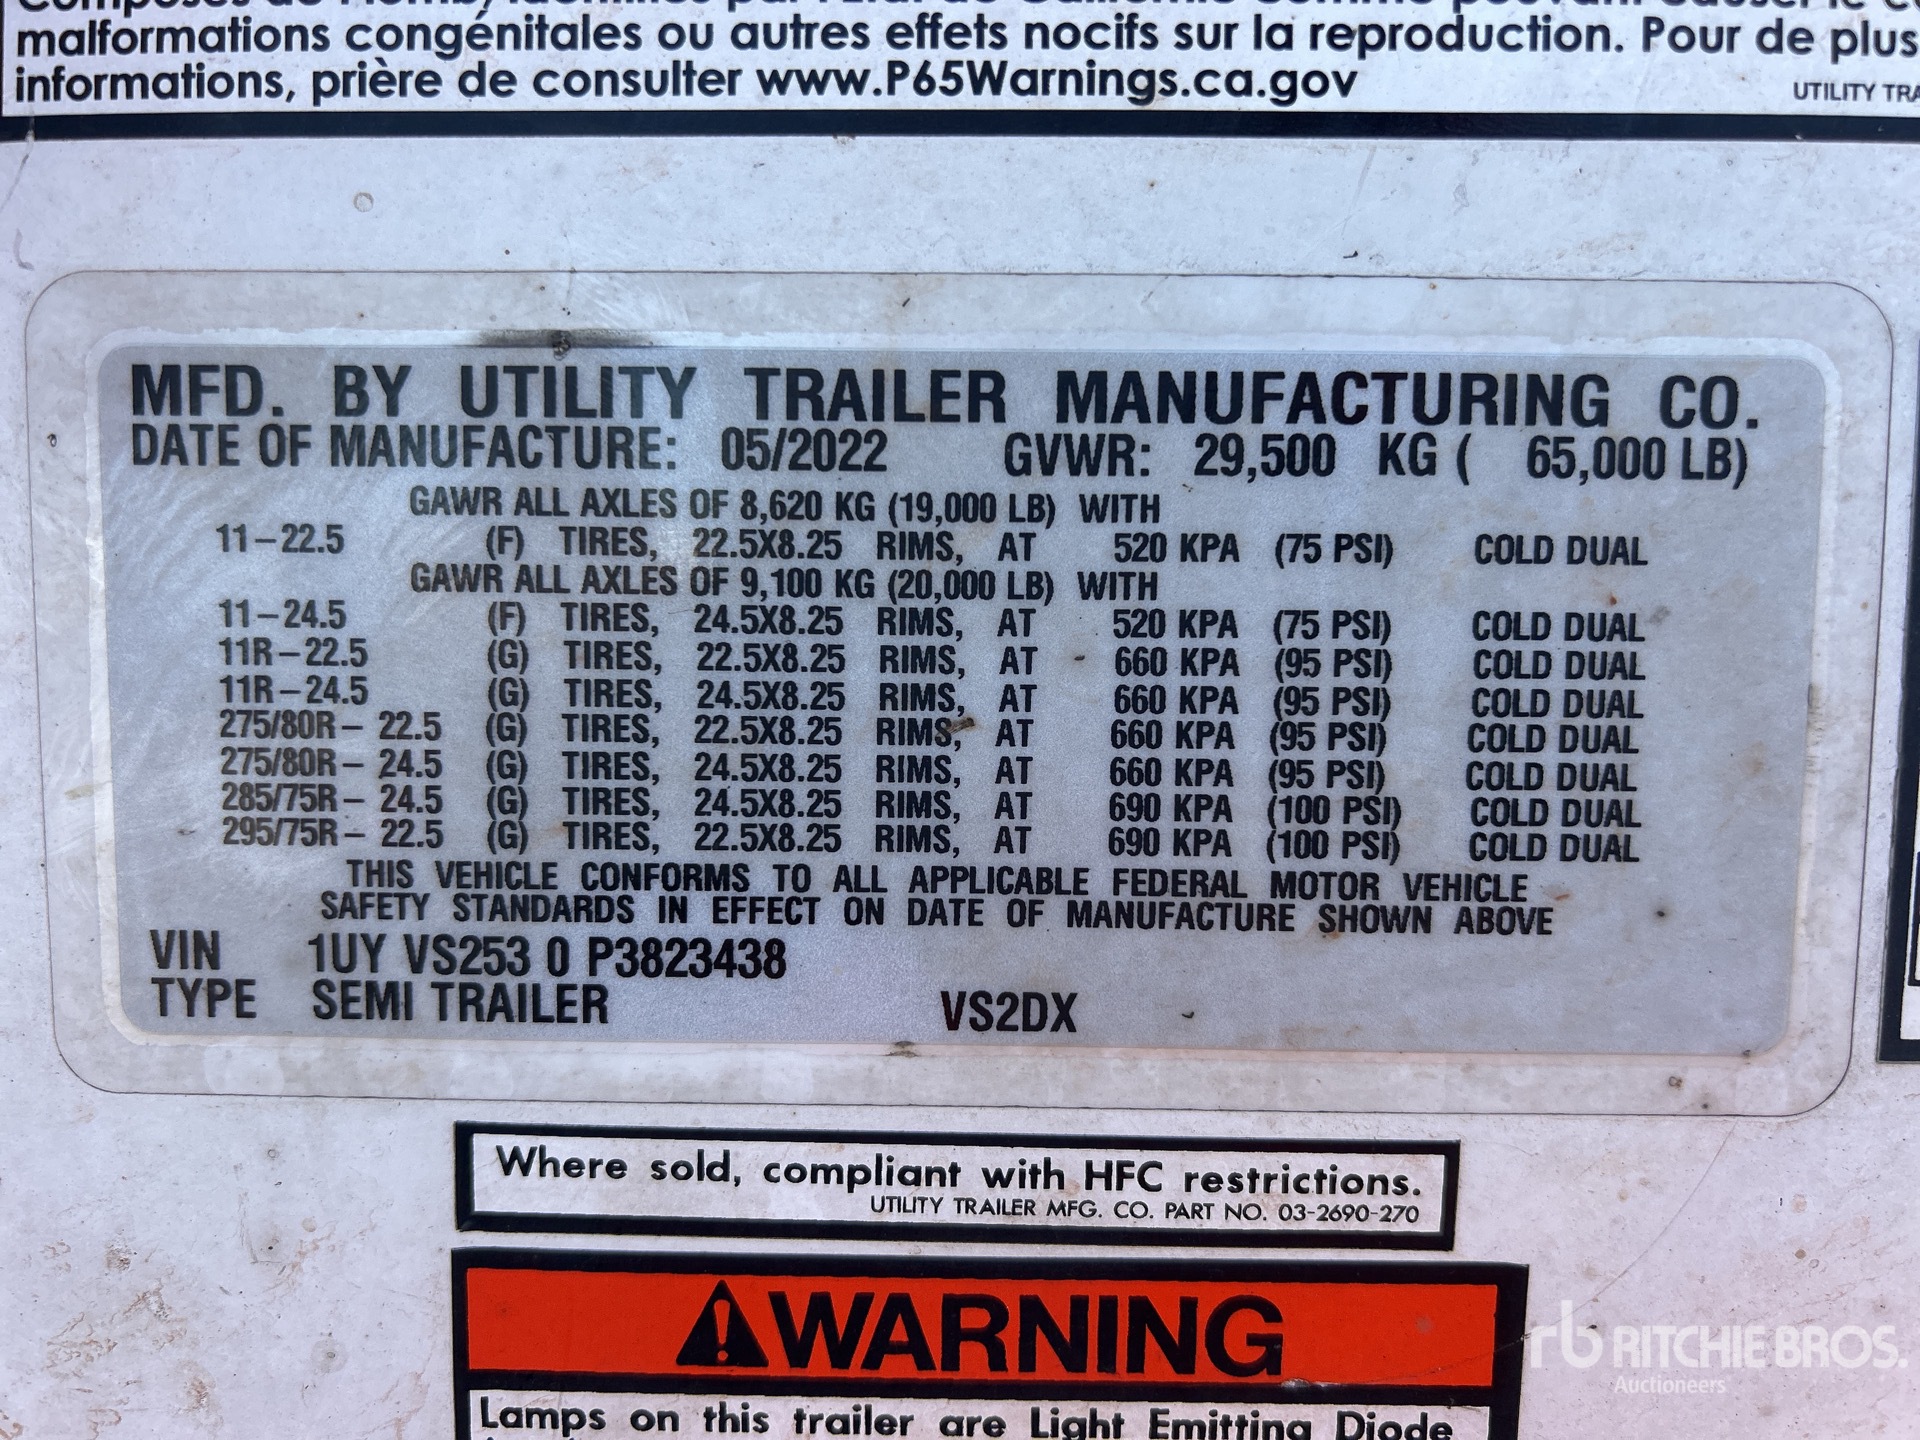 malformations congénitales ou autres effets nocifs sur la reproduction. Pour de plus
informations, prière de consulter www.P65Warnings.ca.gov
UTILITY
MFD. BY UTILITY TRAILER MANUFACTURING CO.
DATE OF MANUFACTURE: 05/2022 GVWR: 29,500 KG ( 65,000 LB)
GAWR ALL AXLES OF 8,620 KG (19,000 LB) WITH
11-22.5 (F) TIRES, 22.5X8.25 RIMS, AT 520 KPA (75 PSI) COLD DUAL
GAWR ALL AXLES OF 9,100 KG (20,000 LB) WITH
11-24.5 (F) TIRES, 24.5X8.25 RIMS, AT 520 KPA (75 PSI) COLD DUAL
11R-22.5 (G) TIRES, 22.5X8.25 RIMS, AT 660 KPA (95 PSI) COLD DUAL
11R-24.5 (G) TIRES, 24.5X8.25 RIMS, AT 660 KPA (95 PSI) COLD DUAL
275/80R- 22.5 (G) TIRES, 22.5X8.25 RIMS, AT 660 KPA (95 PSI) COLD DUAL
275/80R- 24.5 (G) TIRES, 24.5X8.25 RIMS, AT 660 KPA (95 PSI) COLD DUAL
285/75R- 24.5 (G) TIRES, 24.5X8.25 RIMS, AT 690 KPA (100 PSI) COLD DUAL
295/75R- 22.5 (G) TIRES, 22.5X8.25 RIMS, AT 690 KPA (100 PSI) COLD DUAL
THIS VEHICLE CONFORMS TO ALL APPLICABLE FEDERAL MOTOR VEHICLE
SAFETY STANDARDS IN EFFECT ON DATE OF MANUFACTURE SHOWN ABOVE
VIN 1UY VS253 0 P3823438
TYPE SEMI TRAILER VS2DX
Where sold, compliant with HFC restrictions.
UTILITY TRAILER MFG. CO. PART NO. 03-2690-270
WARNING
Lamps on this trailer are Light Emitting Diode
rb RITCHIE BROS.
Auctioneers